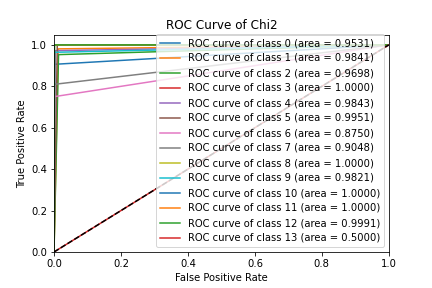 ROC Curve of Chi2
1.0
0.8
0.6
0.4
0.2
0.0
True Positive Rate
ROC curve of class 0 (area = 0.9531)
ROC curve of class 1 (area = 0.9841)
ROC curve of class 2 (area = 0.9698)
ROC curve of class 3 (area = 1.0000)
ROC curve of class 4 (area = 0.9843)
ROC curve of class 5 (area = 0.9951)
ROC curve of class 6 (area = 0.8750)
ROC curve of class 7 (area = 0.9048)
ROC curve of class 8 (area = 1.0000)
ROC curve of class 9 (area = 0.9821)
ROC curve of class 10 (area = 1.0000)
ROC curve of class 11 (area = 1.0000)
ROC curve of class 12 (area = 0.9991)
ROC curve of class 13 (area = 0.5000)
0.0 0.2 0.4 0.6 0.8 1.0
False Positive Rate